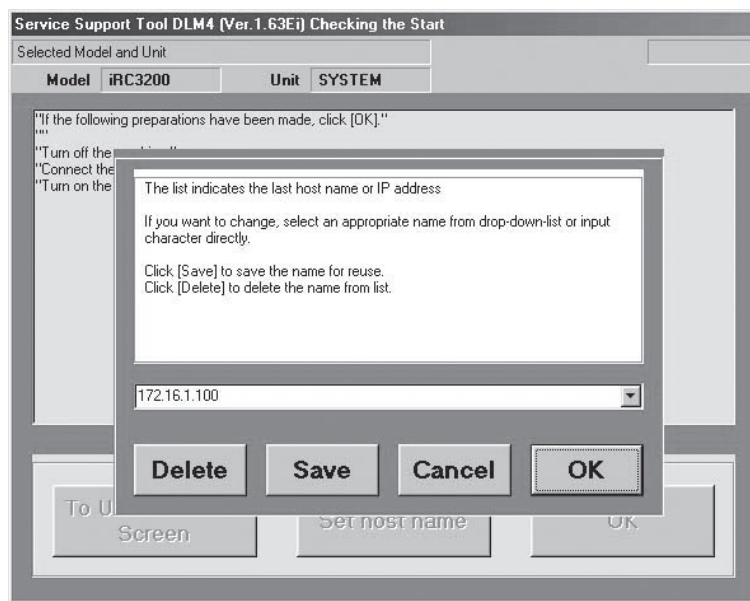 Service Support Tool DLM4 (Ver.1.63Ei) Checking the Start
Selected Model and Unit
Model iRC3200 Unit SYSTEM
"If the following preparations have been made, click [OK]."
""
"Turn off the
"Connect the
"Turn on the
The list indicates the last host name or IP address
If you want to change, select an appropriate name from drop-down-list or input
character directly.
Click [Save] to save the name for reuse.
Click [Delete] to delete the name from list.
172.16.1.100
Delete Save Cancel OK
To U
Screen
Set host name
OK